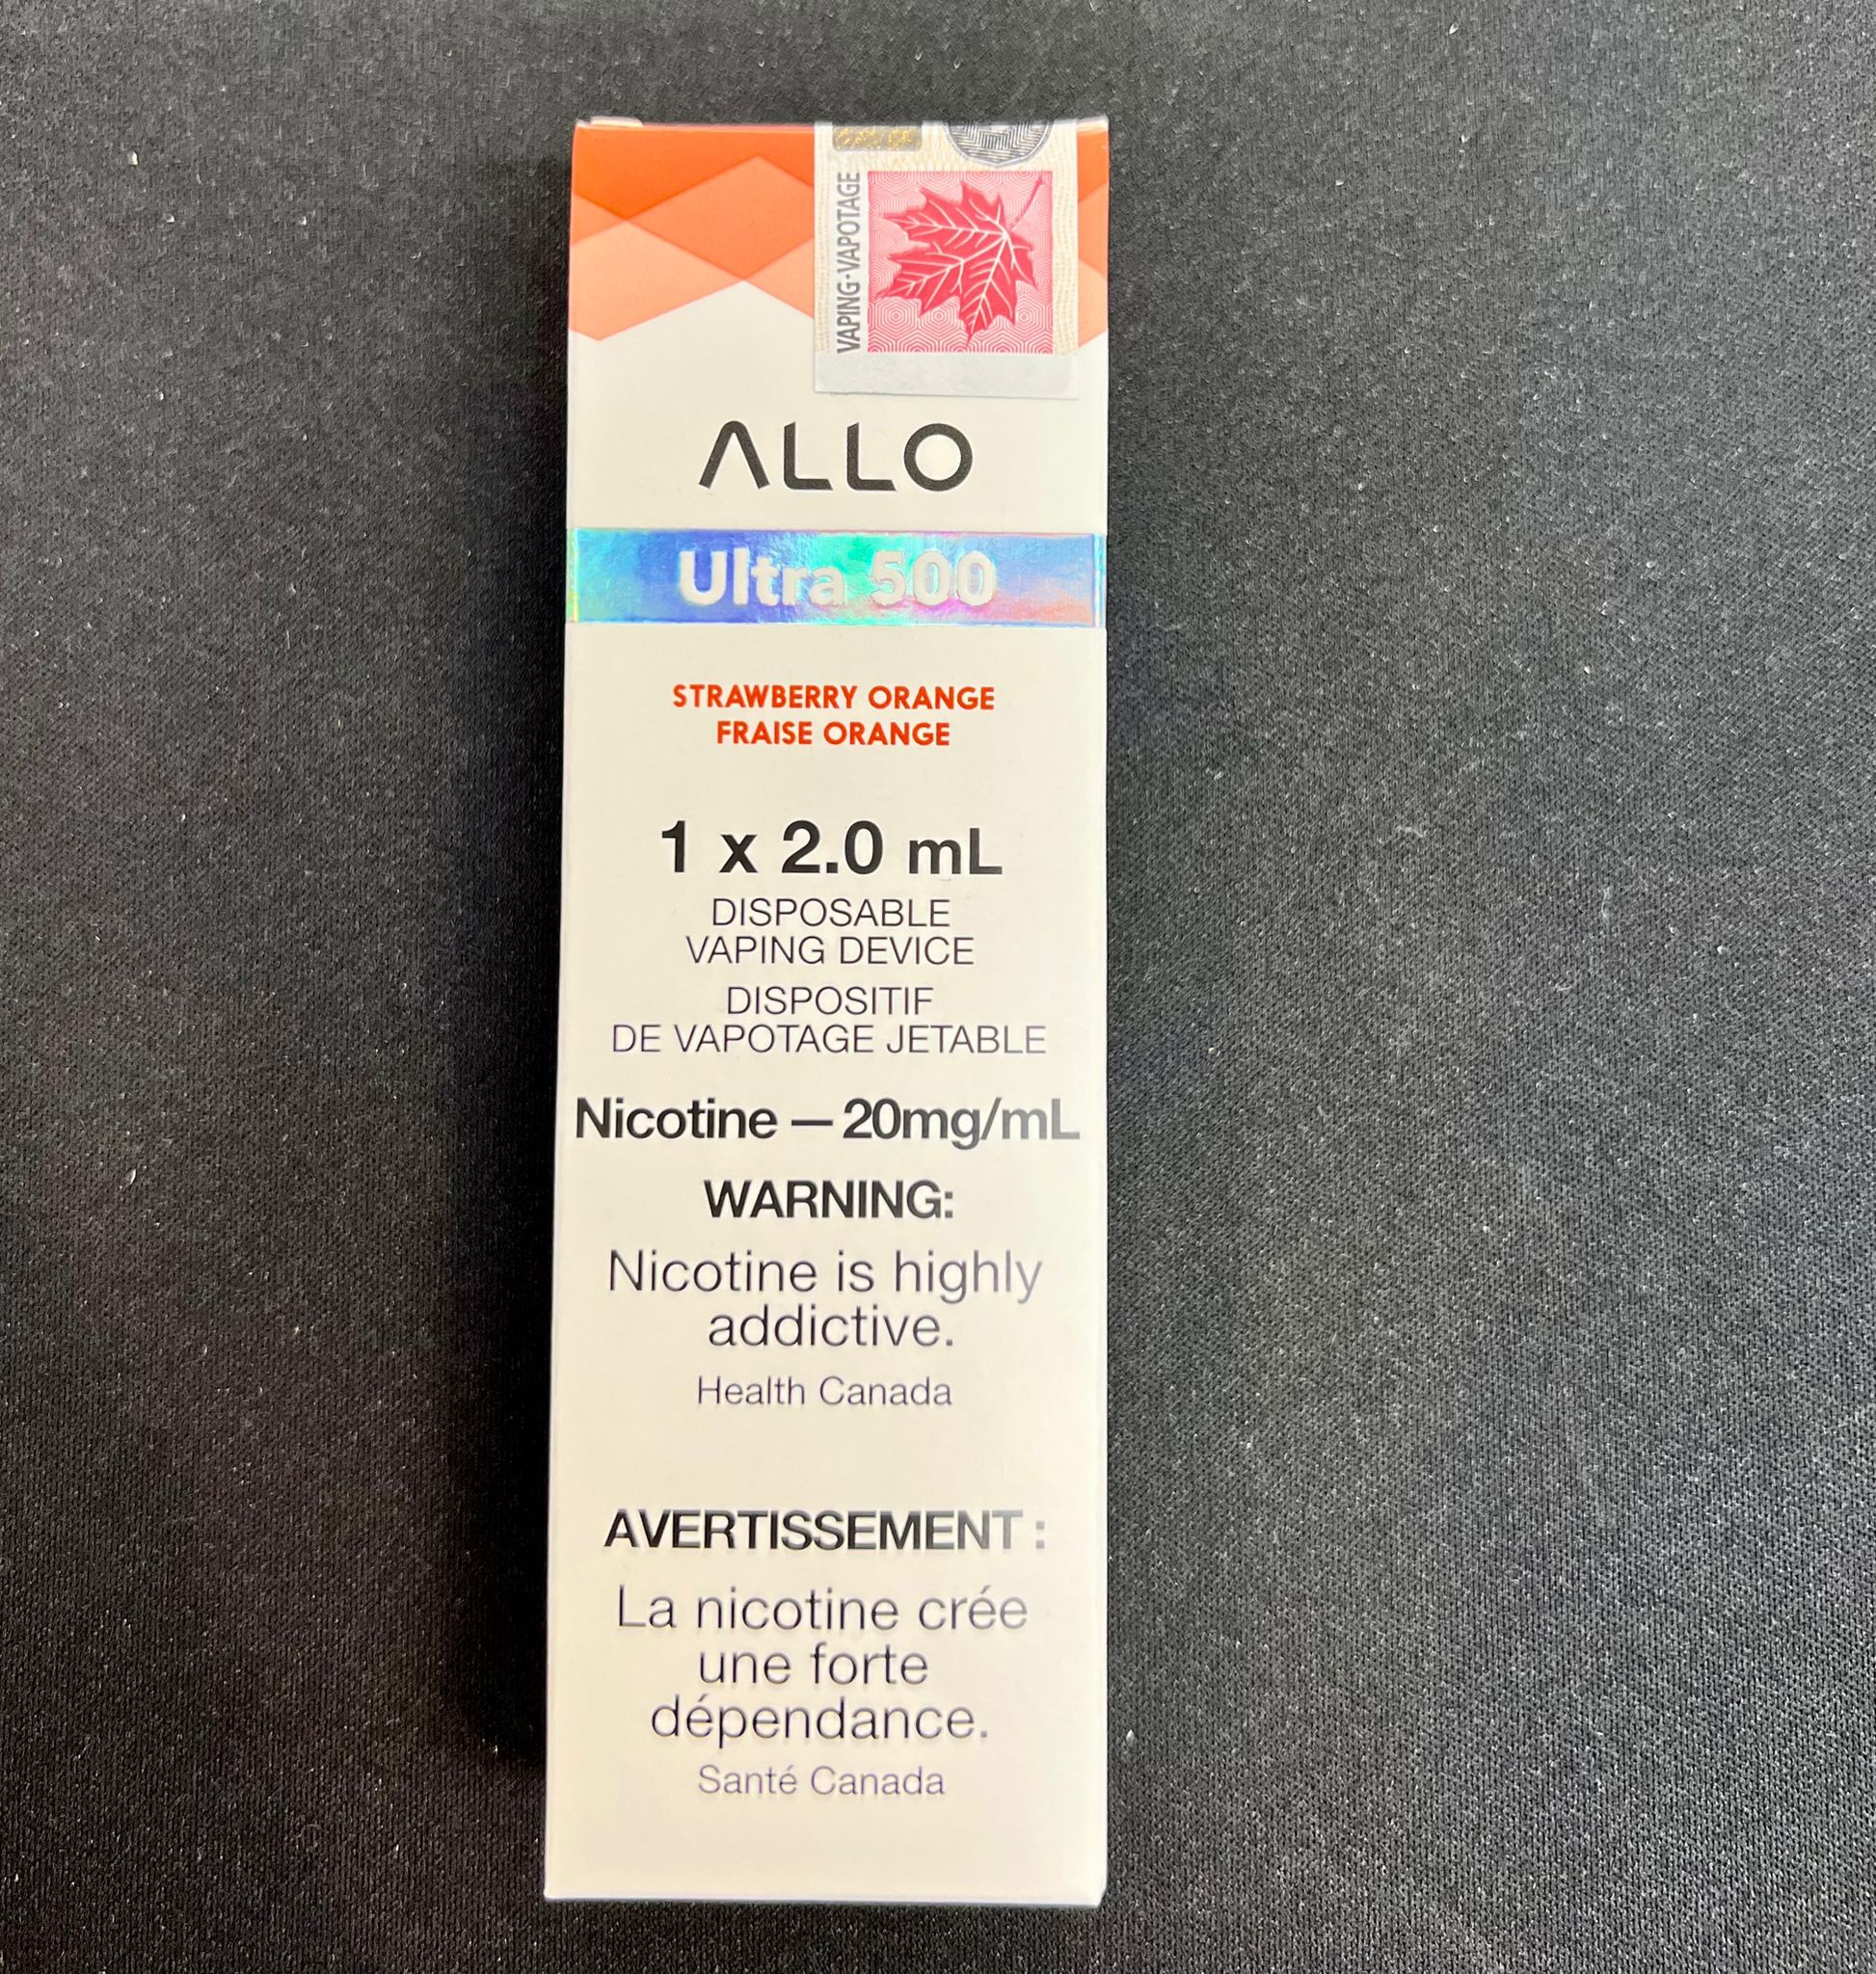 VAPING·VAPOTAGE
ALLO
Ultra 500
STRAWBERRY ORANGE
FRAISE ORANGE
1 x 2.0 mL
DISPOSABLE
VAPING DEVICE
DISPOSITIF
DE VAPOTAGE JETABLE
Nicotine — 20mg/mL
WARNING:
Nicotine is highly
addictive.
Health Canada
AVERTISSEMENT :
La nicotine crée
une forte
dépendance.
Santé Canada